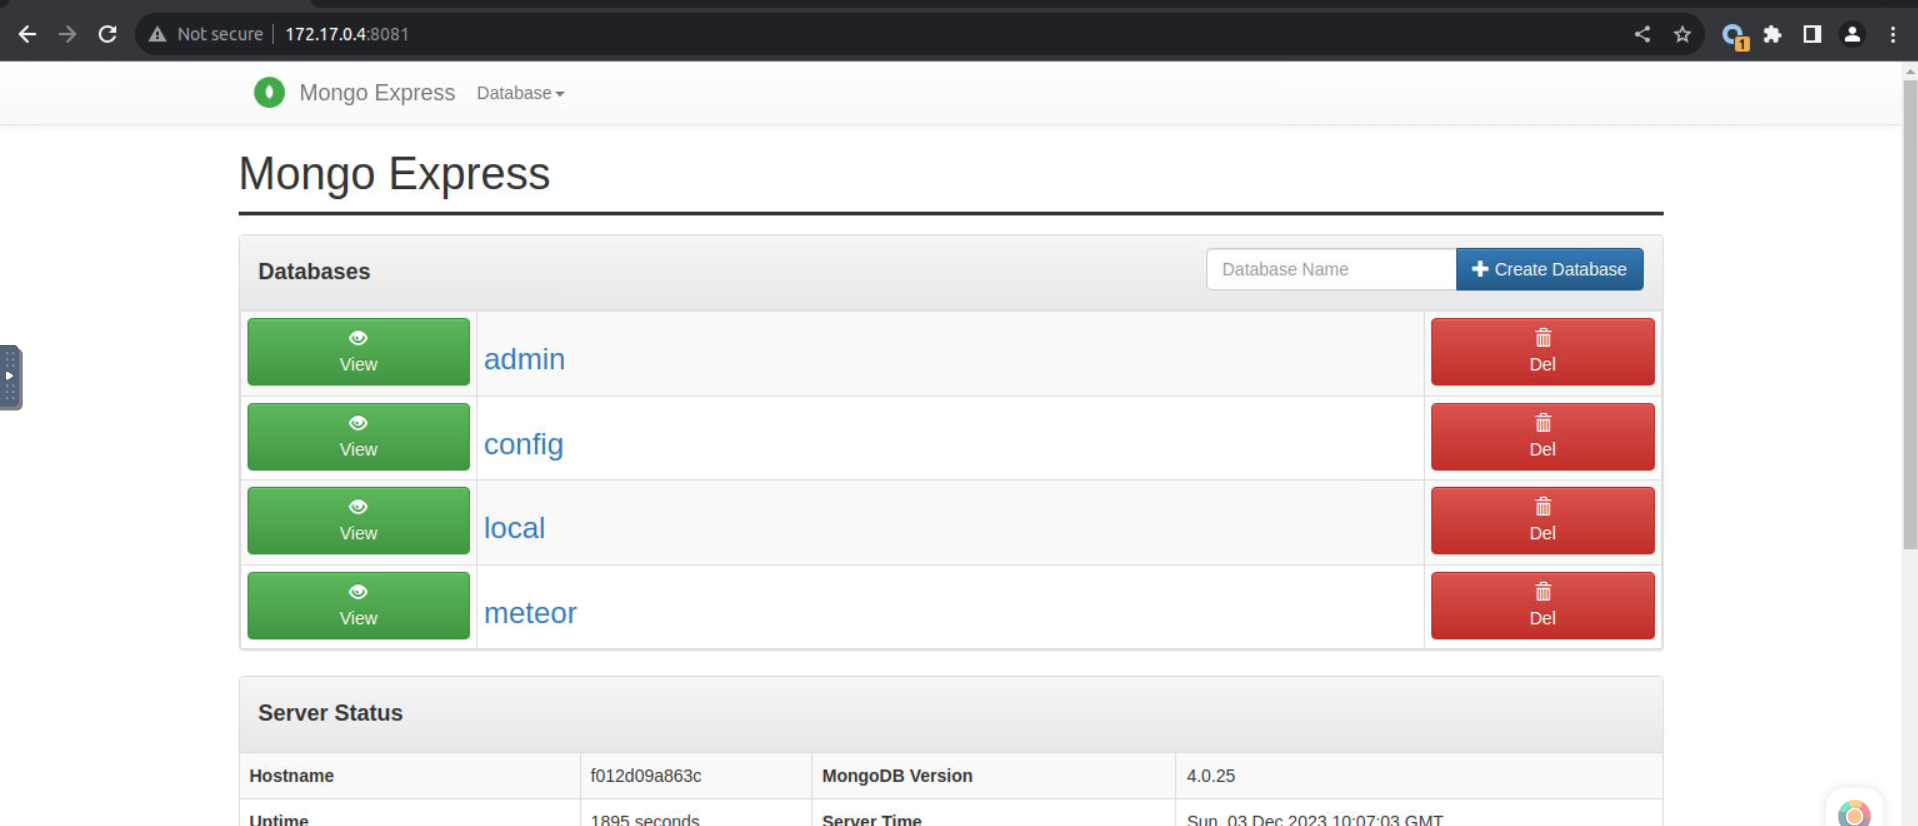 Not secure 172.17.0.4:8081
1
Mongo Express Database
Mongo Express
Databases
Database Name Create Database
View admin Del
View config Del
View local Del
View meteor Del
Server Status
Hostname f012d09a863c MongoDB Version 4.0.25
Uptime 1895 seconds Server Time Sun, 03 Dec 2023 10:07:03 GMT